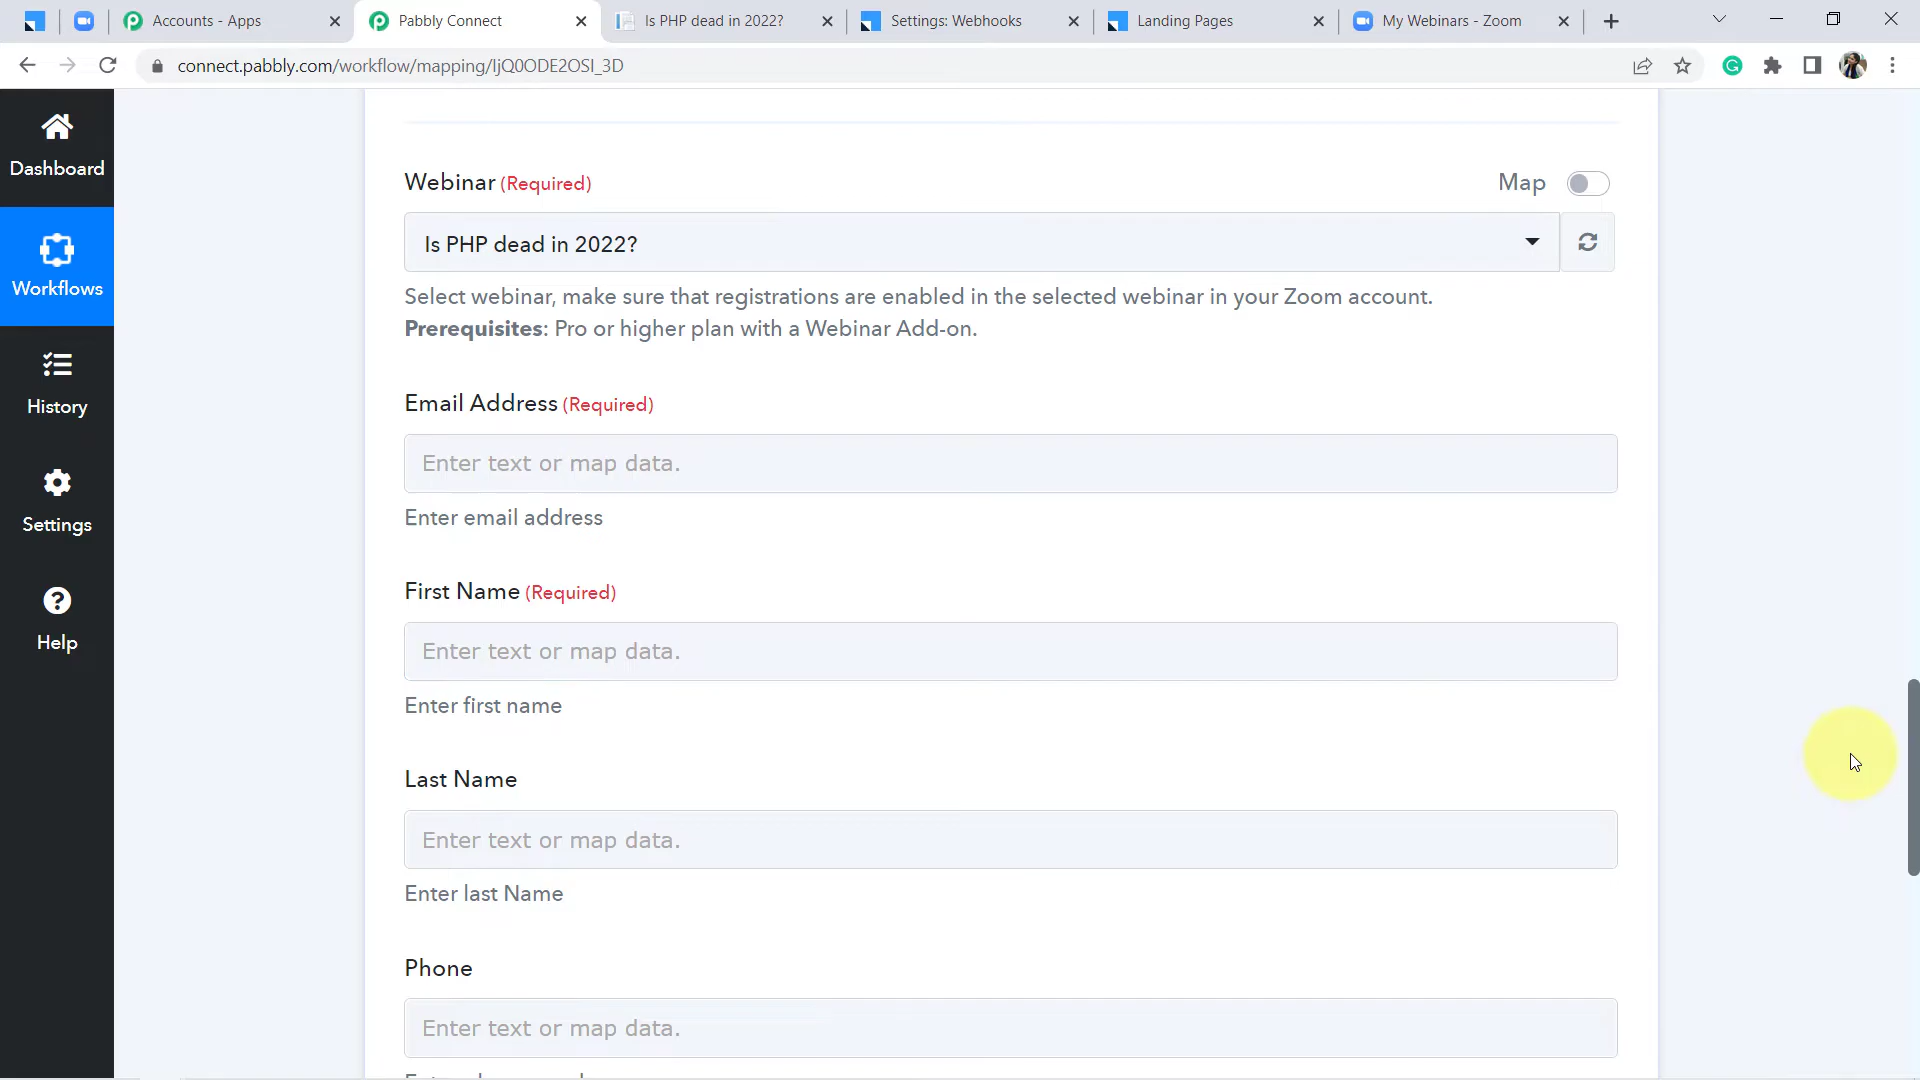 Accounts - Apps
Pabbly Connect
Is PHP dead in 2022?
Settings: Webhooks
Landing Pages
My Webinars - Zoom
connect.pabbly.com/workflow/mapping/IjQ0ODE2OSI_3D
Dashboard
Workflows
History
Settings
Help
Webinar (Required)
Map
Is PHP dead in 2022?
Select webinar, make sure that registrations are enabled in the selected webinar in your Zoom account.
Prerequisites: Pro or higher plan with a Webinar Add-on.
Email Address (Required)
Enter text or map data.
Enter email address
First Name (Required)
Enter text or map data.
Enter first name
Last Name
Enter text or map data.
Enter last Name
Phone
Enter text or map data.